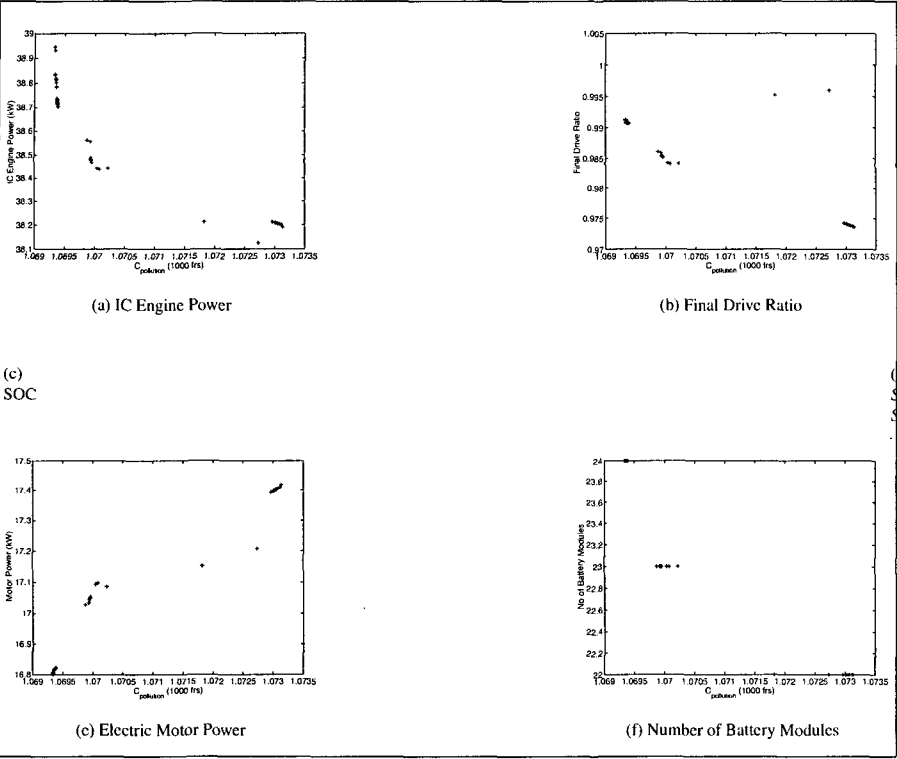 39
38.9
38.8
38.7
38.6
38.5
38.4
38.3
38.2
38.1
IC Engine Power (kW)
1.069 1.0695 1.07 1.0705 1.071 1.0715 1.072 1.0725 1.073 1.0735
C pollution (1000 frs)
(a) IC Engine Power
1.005
1
0.995
0.99
0.985
0.98
0.975
0.97
Final Drive Ratio
1.069 1.0695 1.07 1.0705 1.071 1.0715 1.072 1.0725 1.073 1.0735
C pollution (1000 frs)
(b) Final Drive Ratio
(c)
SOC
17.5
17.4
17.3
17.2
17.1
17
16.9
16.8
Motor Power (kW)
1.069 1.0695 1.07 1.0705 1.071 1.0715 1.072 1.0725 1.073 1.0735
C pollution (1000 frs)
(e) Electric Motor Power
24
23.8
23.6
23.4
23.2
23
22.8
22.6
22.4
22.2
22
No of Battery Modules
1.069 1.0695 1.07 1.0705 1.071 1.0715 1.072 1.0725 1.073 1.0735
C pollution (1000 frs)
(f) Number of Battery Modules